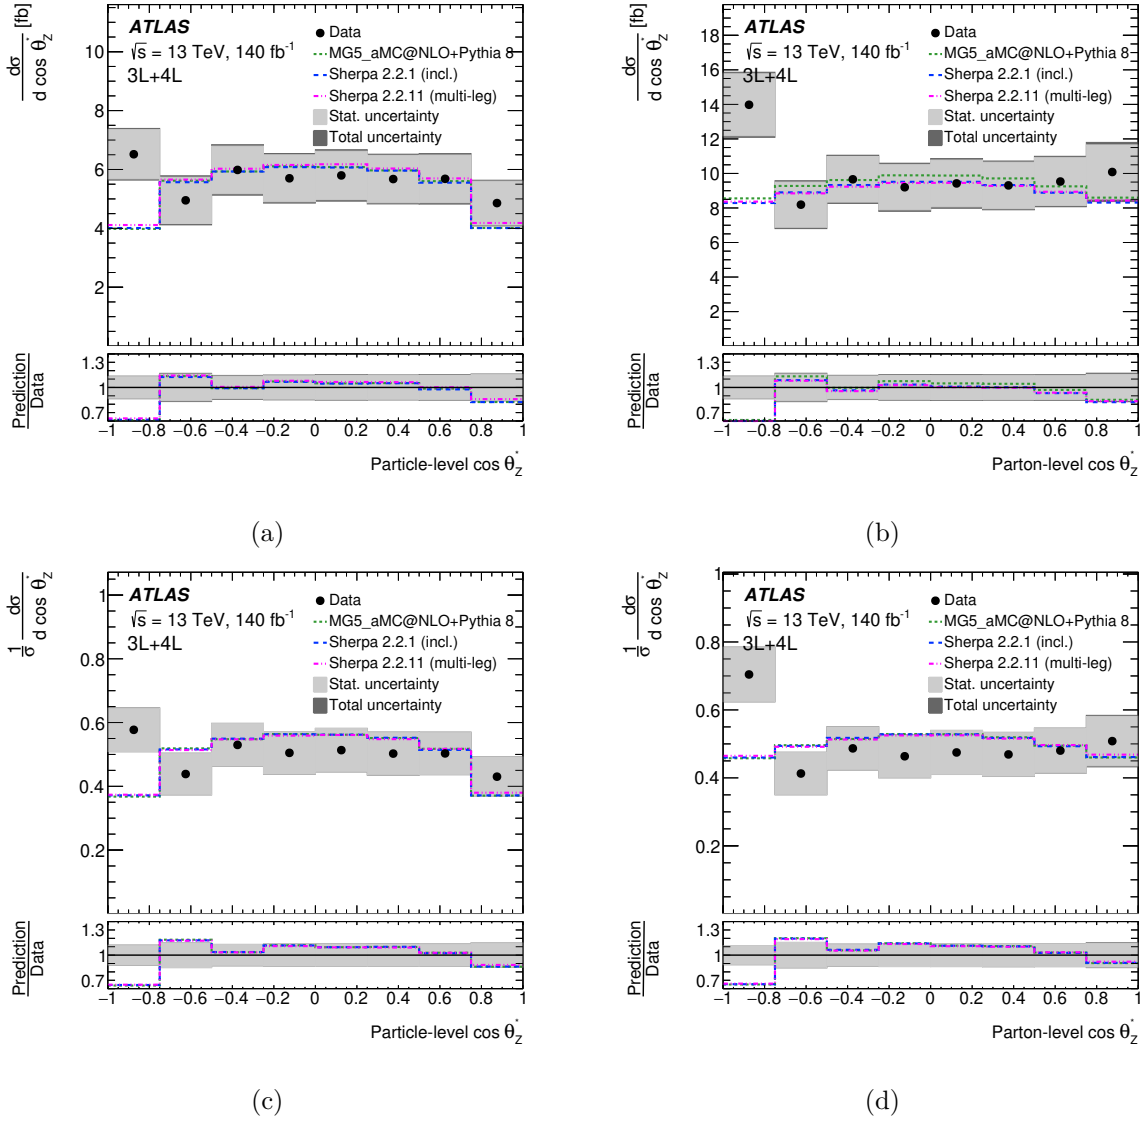 dσ
d cos θ*Z [fb]
ATLAS
√s = 13 TeV, 140 fb-1
3L+4L
Data
MG5_aMC@NLO+Pythia 8
Sherpa 2.2.1 (incl.)
Sherpa 2.2.11 (multi-leg)
Stat. uncertainty
Total uncertainty
10
8
6
4
2
Prediction
Data
1.3
1
0.7
−1 −0.8 −0.6 −0.4 −0.2 0 0.2 0.4 0.6 0.8 1
Particle-level cos θ*Z
(a)
dσ
d cos θ*Z [fb]
ATLAS
√s = 13 TeV, 140 fb-1
3L+4L
Data
MG5_aMC@NLO+Pythia 8
Sherpa 2.2.1 (incl.)
Sherpa 2.2.11 (multi-leg)
Stat. uncertainty
Total uncertainty
18
16
14
12
10
8
6
4
2
Prediction
Data
1.3
1
0.7
−1 −0.8 −0.6 −0.4 −0.2 0 0.2 0.4 0.6 0.8 1
Parton-level cos θ*Z
(b)
1 dσ
σ d cos θ*Z
ATLAS
√s = 13 TeV, 140 fb-1
3L+4L
Data
MG5_aMC@NLO+Pythia 8
Sherpa 2.2.1 (incl.)
Sherpa 2.2.11 (multi-leg)
Stat. uncertainty
Total uncertainty
1
0.8
0.6
0.4
0.2
Prediction
Data
1.3
1
0.7
−1 −0.8 −0.6 −0.4 −0.2 0 0.2 0.4 0.6 0.8 1
Particle-level cos θ*Z
(c)
1 dσ
σ d cos θ*Z
ATLAS
√s = 13 TeV, 140 fb-1
3L+4L
Data
MG5_aMC@NLO+Pythia 8
Sherpa 2.2.1 (incl.)
Sherpa 2.2.11 (multi-leg)
Stat. uncertainty
Total uncertainty
1
0.8
0.6
0.4
0.2
Prediction
Data
1.3
1
0.7
−1 −0.8 −0.6 −0.4 −0.2 0 0.2 0.4 0.6 0.8 1
Parton-level cos θ*Z
(d)